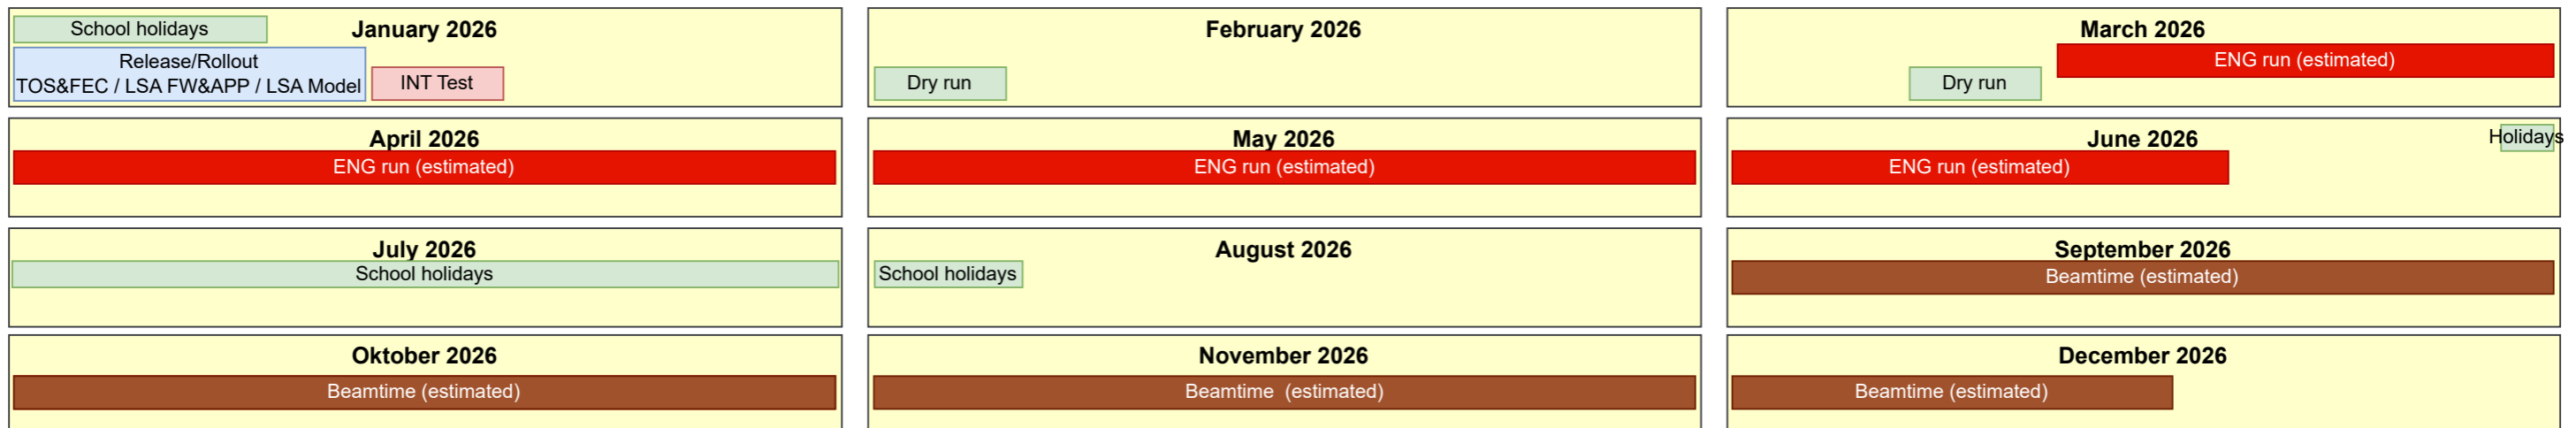 School holidays
January 2026
Release/Rollout
TOS&FEC / LSA FW&APP / LSA Model
INT Test
February 2026
Dry run
March 2026
ENG run (estimated)
Dry run
April 2026
ENG run (estimated)
May 2026
ENG run (estimated)
June 2026
Holidays
ENG run (estimated)
July 2026
School holidays
August 2026
School holidays
September 2026
Beamtime (estimated)
Oktober 2026
Beamtime (estimated)
November 2026
Beamtime  (estimated)
December 2026
Beamtime (estimated)